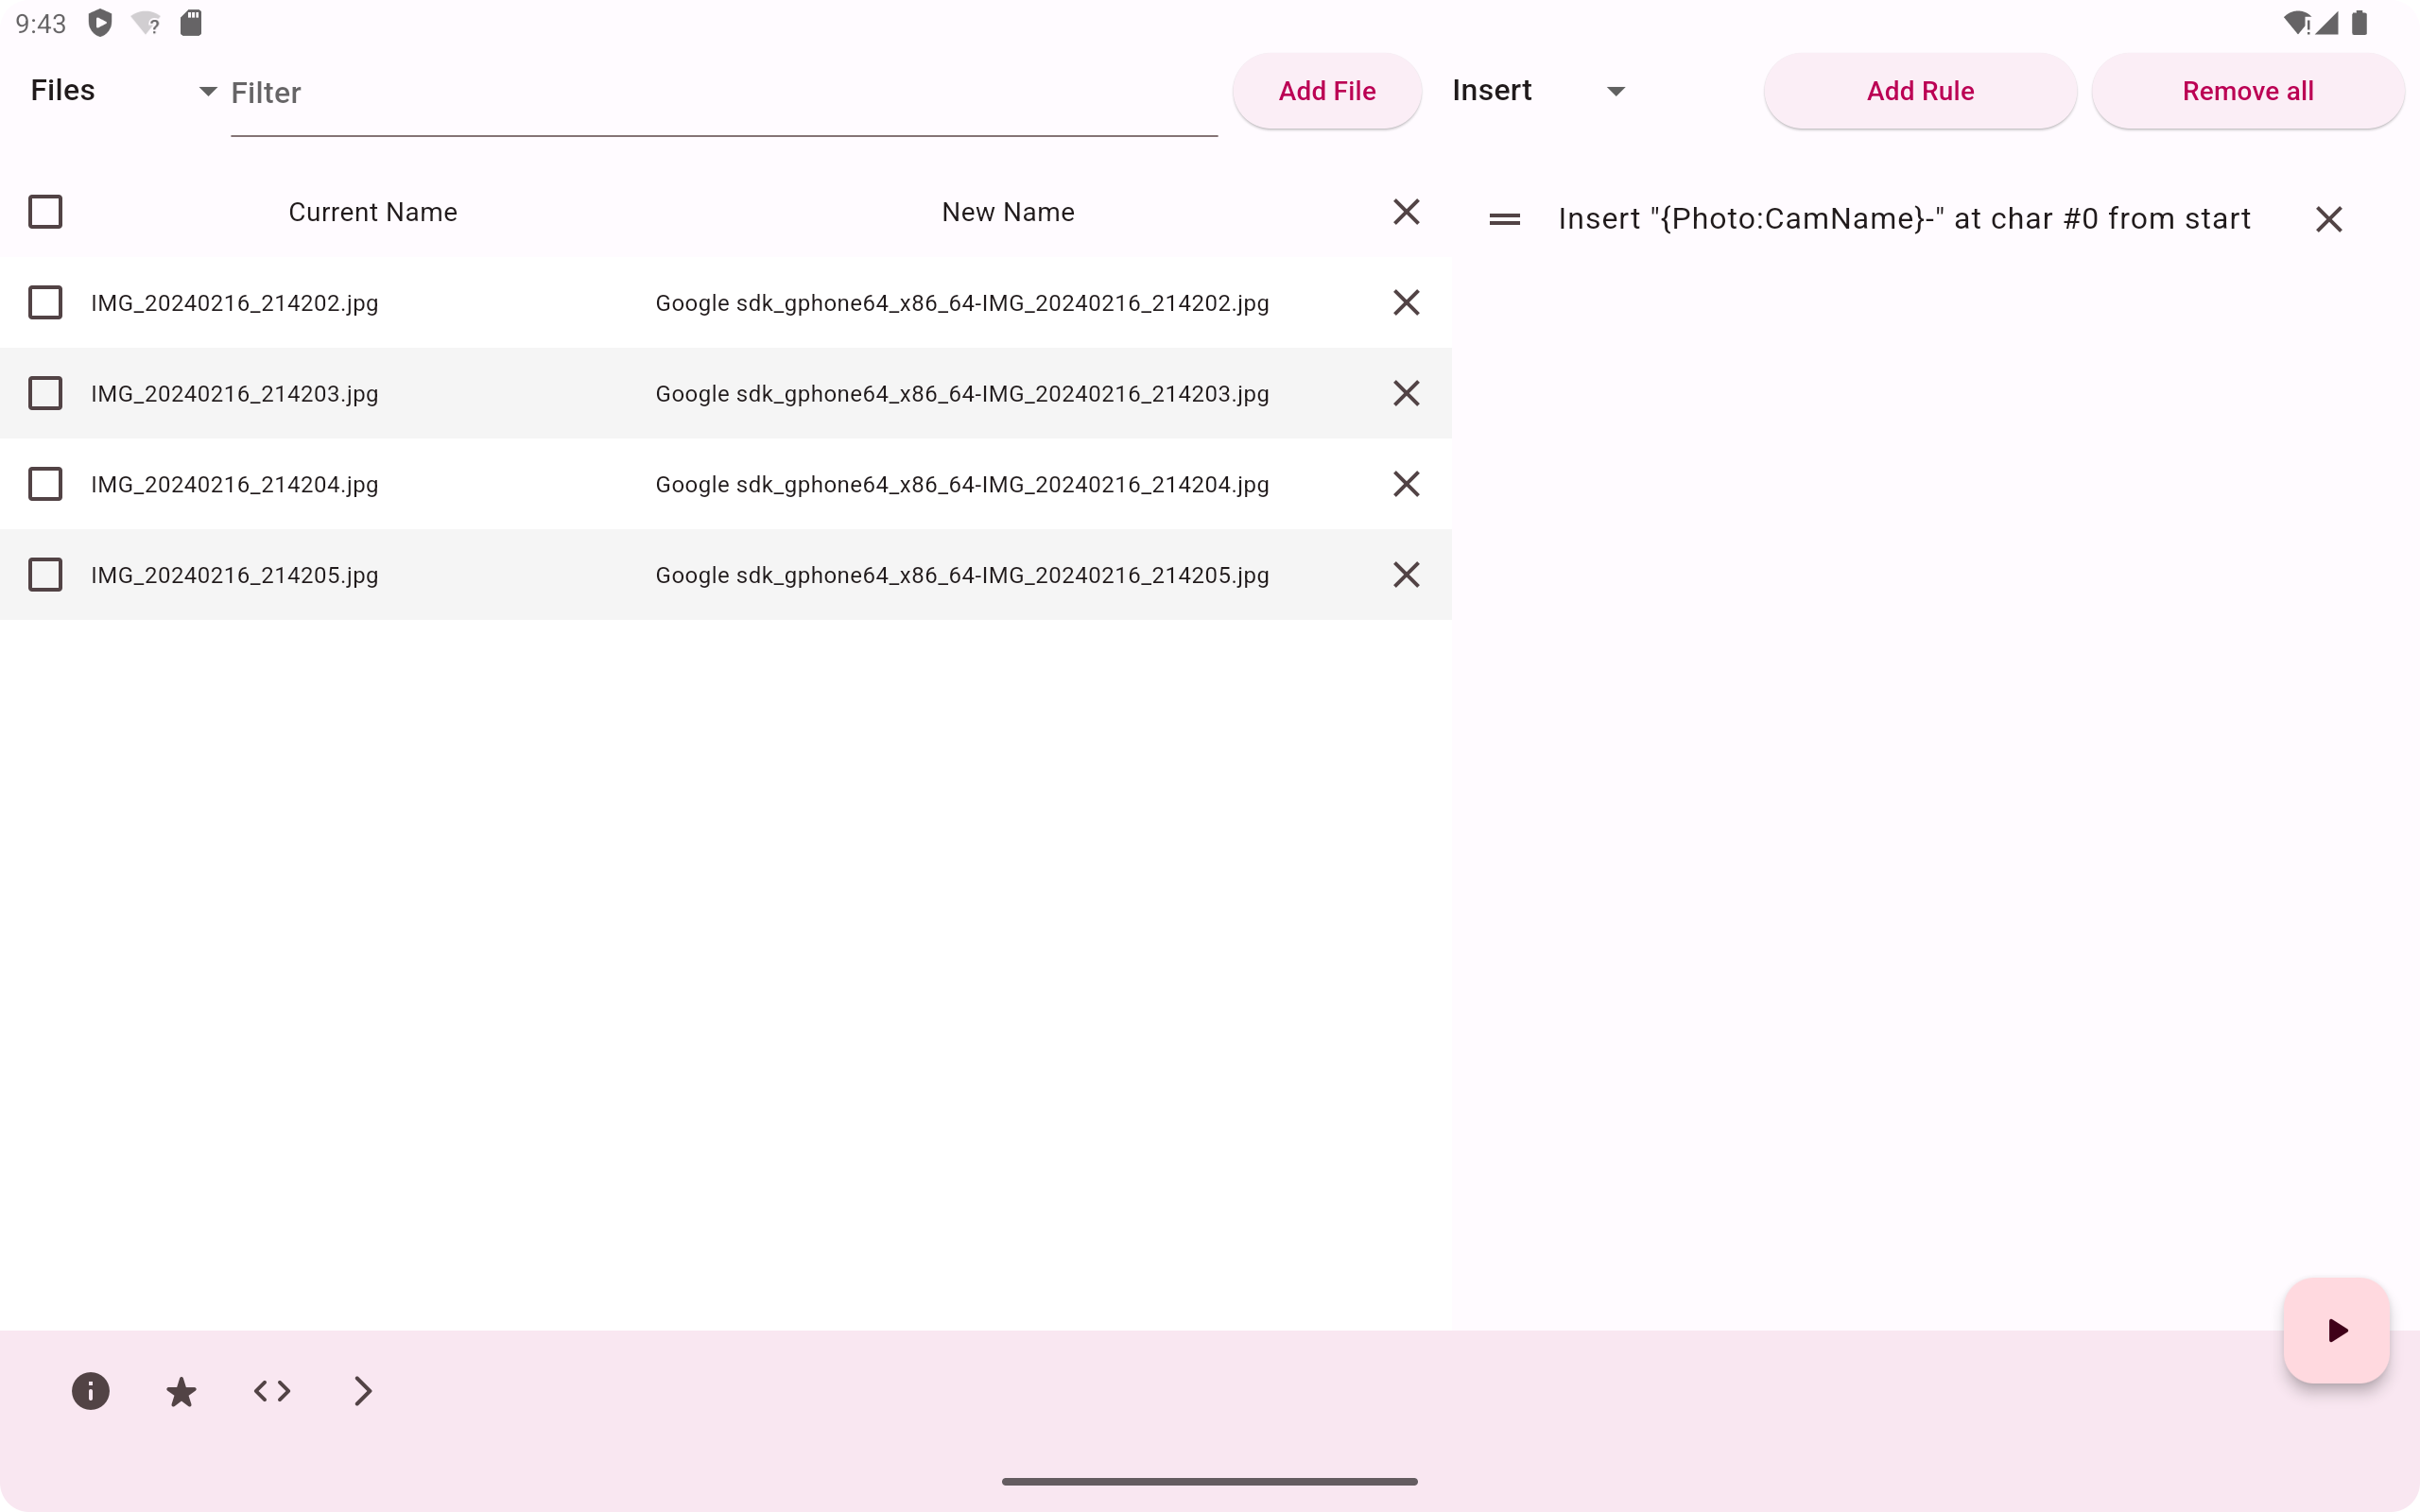 9:43
Files
Filter
Add File
Insert
Add Rule
Remove all
Current Name
New Name
Insert "{Photo:CamName}-" at char #0 from start
IMG_20240216_214202.jpg
Google sdk_gphone64_x86_64-IMG_20240216_214202.jpg
IMG_20240216_214203.jpg
Google sdk_gphone64_x86_64-IMG_20240216_214203.jpg
IMG_20240216_214204.jpg
Google sdk_gphone64_x86_64-IMG_20240216_214204.jpg
IMG_20240216_214205.jpg
Google sdk_gphone64_x86_64-IMG_20240216_214205.jpg